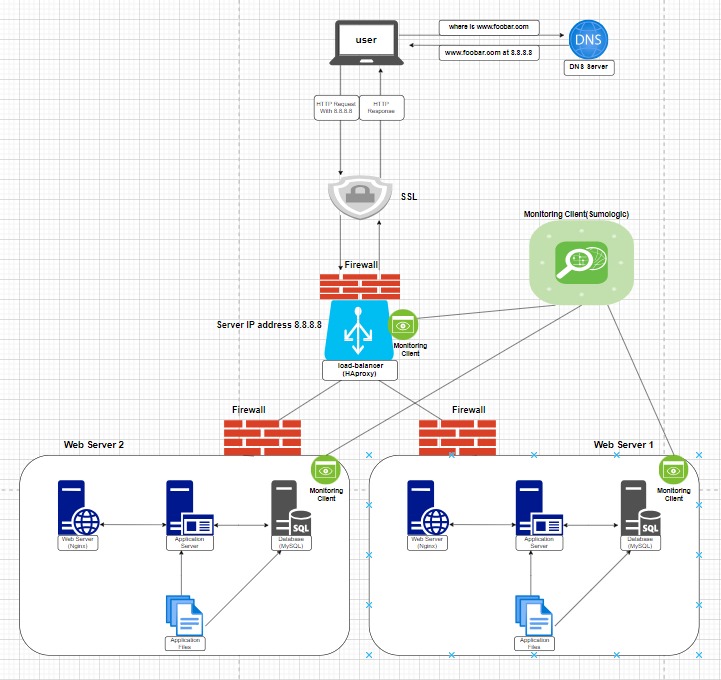 user
where is www.foobar.com
www.foobar.com at 8.8.8.8
DNS
DNS Server
HTTP Request
With 8.8.8.8
HTTP
Response
SSL
Monitoring Client(Sumologic)
Firewall
Server IP address 8.8.8.8
Monitoring
Client
load-balancer
(HAproxy)
Firewall
Firewall
Web Server 2
Web Server 1
Monitoring
Client
Monitoring
Client
SQL
SQL
Web Server
(Nginx)
Application
Server
Database
(MySQL)
Web Server
(Nginx)
Application
Server
Database
(MySQL)
Application
Files
Application
Files